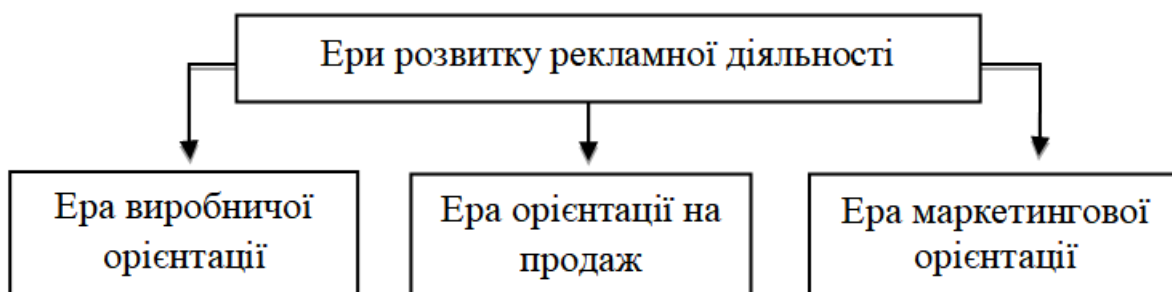 Ери розвитку рекламної діяльності
Ера виробничої
орієнтації
Ера орієнтації на
продаж
Ера маркетингової
орієнтації